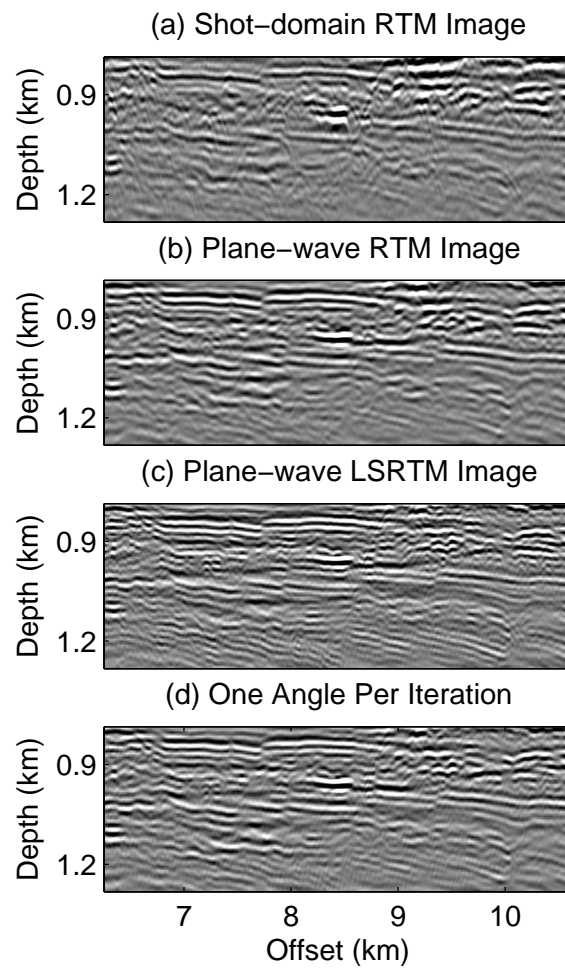 (a) Shot−domain RTM Image
0.9
1.2
Depth (km)
(b) Plane−wave RTM Image
0.9
1.2
Depth (km)
(c) Plane−wave LSRTM Image
0.9
1.2
Depth (km)
(d) One Angle Per Iteration
0.9
1.2
Depth (km)
7 8 9 10
Offset (km)